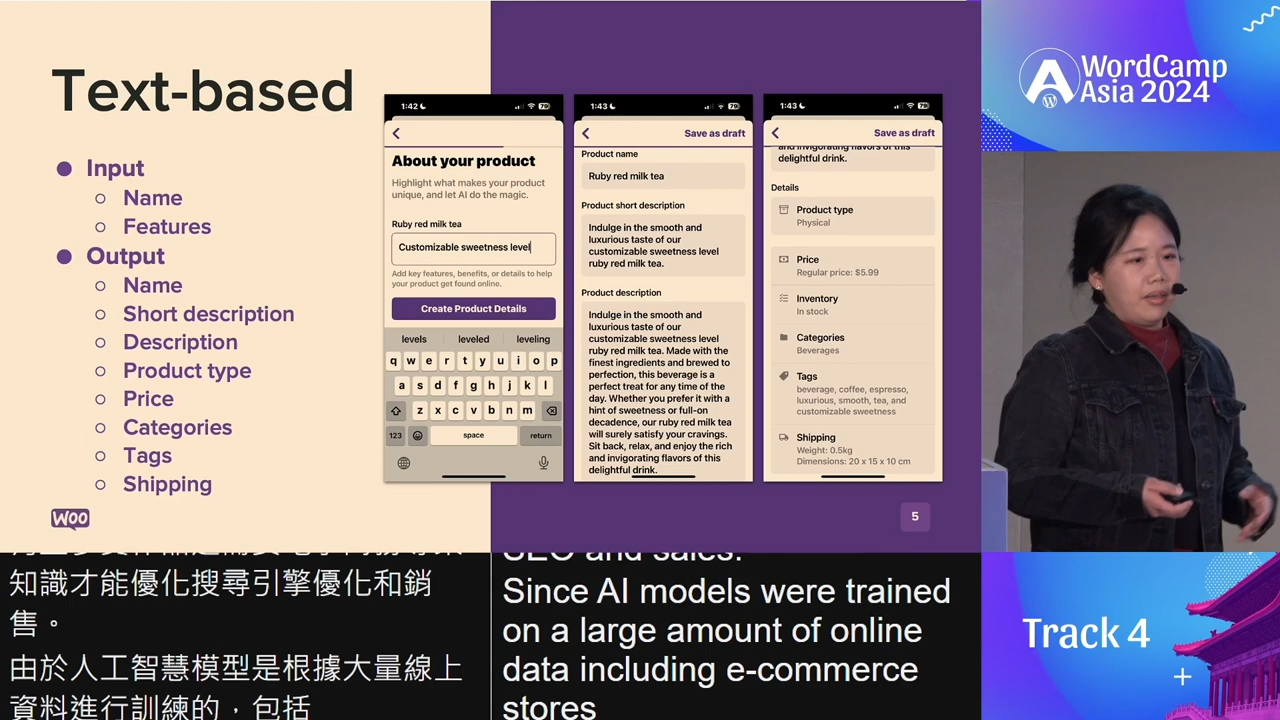 Text-based
Input
Name
Features
Output
Name
Short description
Description
Product type
Price
Categories
Tags
Shipping
Woo
1:42
78
About your product
Highlight what makes your product
unique, and let AI do the magic.
Ruby red milk tea
Customizable sweetness level
Add key features, benefits, or details to help
your product get found online.
Create Product Details
levels leveled leveling
q w e r t y u i o p
a s d f g h j k l
z x c v b n m
123 space return
1:43
78
Save as draft
Product name
Ruby red milk tea
Product short description
Indulge in the smooth and
luxurious taste of our
customizable sweetness level
ruby red milk tea.
Product description
Indulge in the smooth and
luxurious taste of our
customizable sweetness level
ruby red milk tea. Made with the
finest ingredients and brewed to
perfection, this beverage is a
perfect treat for any time of the
day. Whether you prefer it with a
hint of sweetness or full-on
decadence, our ruby red milk tea
will surely satisfy your cravings.
Sit back, relax, and enjoy the rich
and invigorating flavors of this
delightful drink.
1:43
78
Save as draft
and invigorating flavors of this
delightful drink.
Details
Product type
Physical
Price
Regular price: $5.99
Inventory
In stock
Categories
Beverages
Tags
beverage, coffee, espresso,
luxurious, smooth, tea, and
customizable sweetness
Shipping
Weight: 0.5kg
Dimensions: 20 x 15 x 10 cm
5
WordCamp
Asia 2024
知識才能優化搜尋引擎優化和銷
售。
由於人工智慧模型是根據大量線上
資料進行訓練的，包括
SEO and sales.
Since AI models were trained
on a large amount of online
data including e-commerce
stores
Track 4